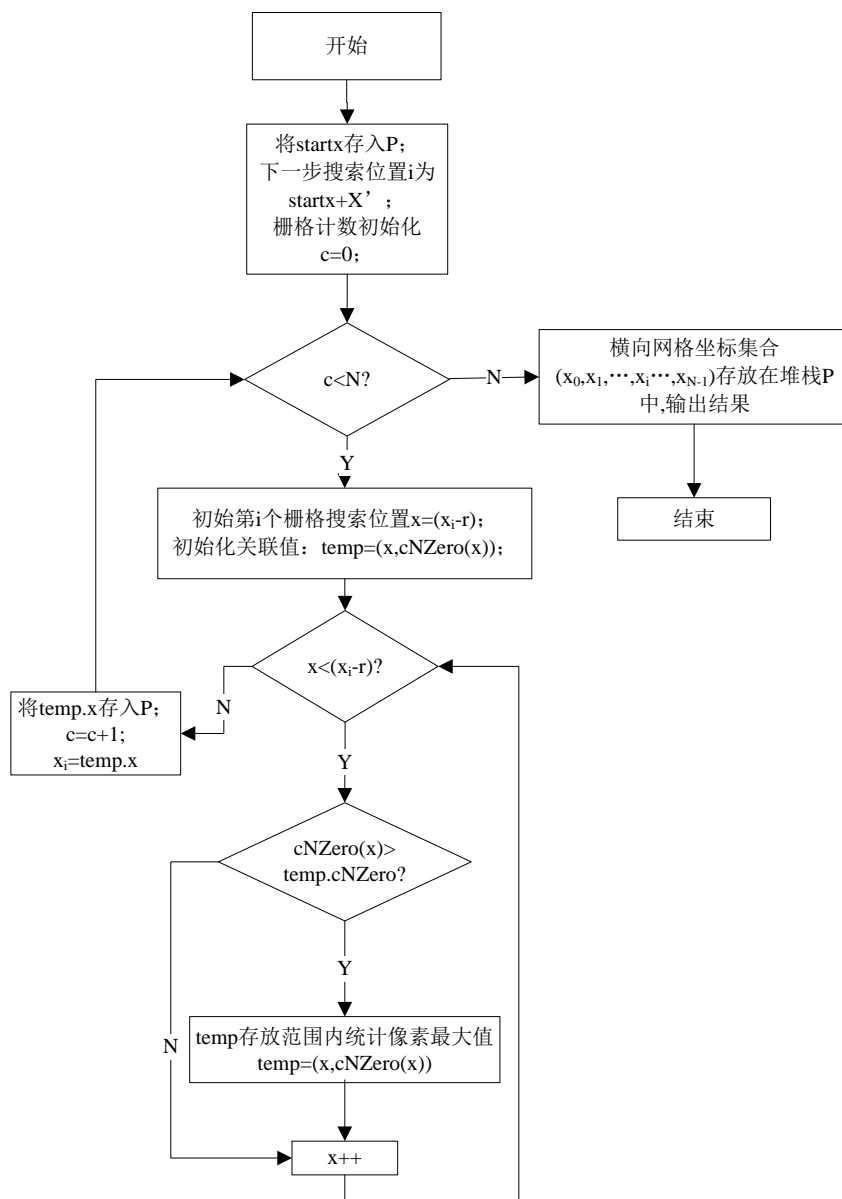 开始
将startx存入P；
下一步搜索位置i为
startx+X’；
栅格计数初始化
c=0；
c<N?
N
横向网格坐标集合
(x0,x1,⋯,xi⋯,xN-1)存放在堆栈P
中,输出结果
结束
Y
初始第i个栅格搜索位置x=(xi-r)；
初始化关联值：temp=(x,cNZero(x))；
x<(xi-r)?
N
将temp.x存入P；
c=c+1;
xi=temp.x
Y
cNZero(x)>
temp.cNZero?
Y
N
temp存放范围内统计像素最大值
temp=(x,cNZero(x))
x++